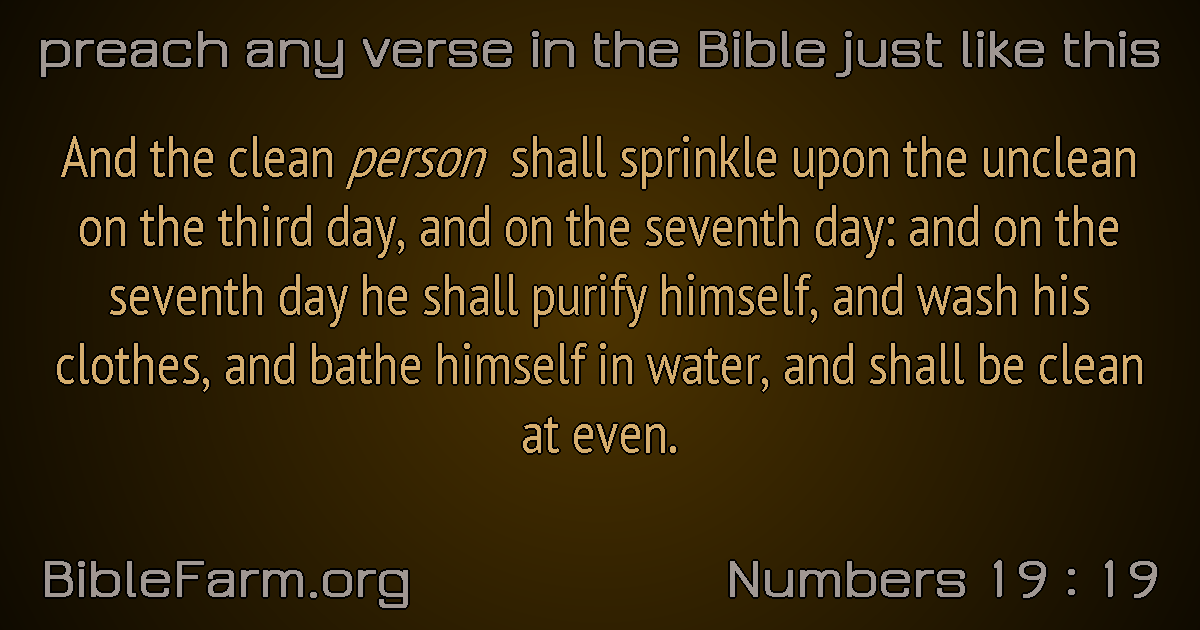 preach any verse in the Bible just like this
And the clean person shall sprinkle upon the unclean
on the third day, and on the seventh day: and on the
seventh day he shall purify himself, and wash his
clothes, and bathe himself in water, and shall be clean
at even.
BibleFarm.org
Numbers 19 : 19